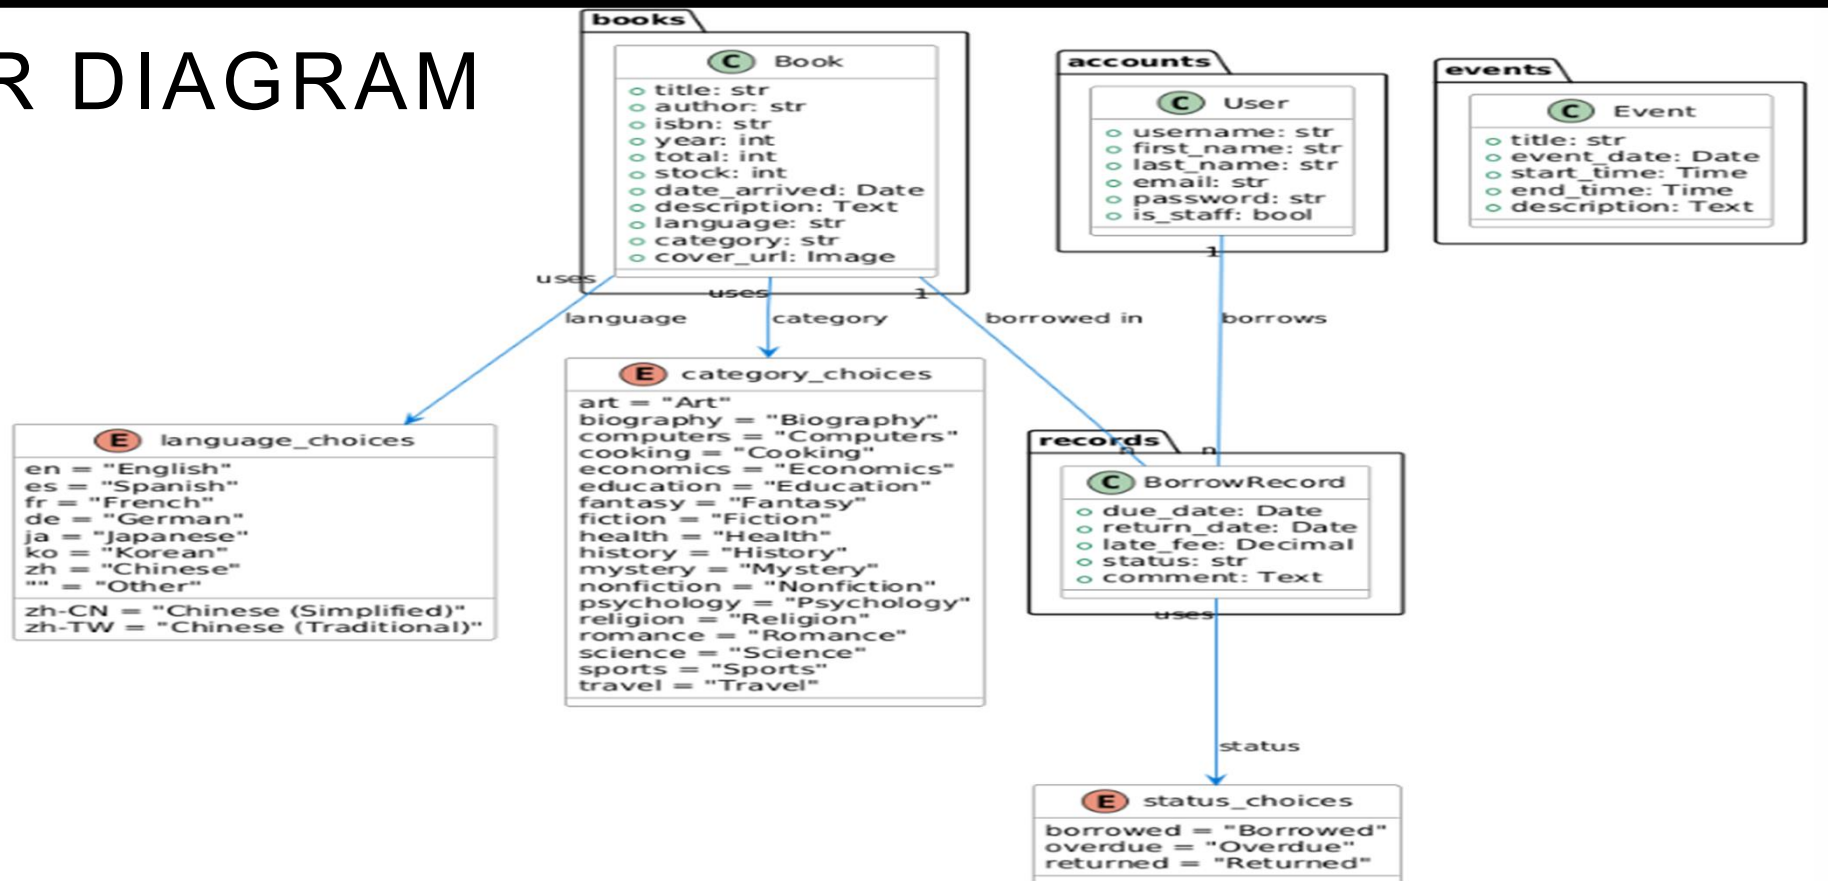 R DIAGRAM
books
C Book
title: str
author: str
isbn: str
year: int
total: int
stock: int
date_arrived: Date
description: Text
language: str
category: str
cover_url: Image
accounts
C User
username: str
first_name: str
last_name: str
email: str
password: str
is_staff: bool
events
C Event
title: str
event_date: Date
start_time: Time
end_time: Time
description: Text
uses
uses
1
1
language
category
borrowed in
borrows
E language_choices
en = "English"
es = "Spanish"
fr = "French"
de = "German"
ja = "Japanese"
ko = "Korean"
zh = "Chinese"
"" = "Other"
zh-CN = "Chinese (Simplified)"
zh-TW = "Chinese (Traditional)"
E category_choices
art = "Art"
biography = "Biography"
computers = "Computers"
cooking = "Cooking"
economics = "Economics"
education = "Education"
fantasy = "Fantasy"
fiction = "Fiction"
health = "Health"
history = "History"
mystery = "Mystery"
nonfiction = "Nonfiction"
psychology = "Psychology"
religion = "Religion"
romance = "Romance"
science = "Science"
sports = "Sports"
travel = "Travel"
records
n
n
C BorrowRecord
due_date: Date
return_date: Date
late_fee: Decimal
status: str
comment: Text
uses
status
E status_choices
borrowed = "Borrowed"
overdue = "Overdue"
returned = "Returned"